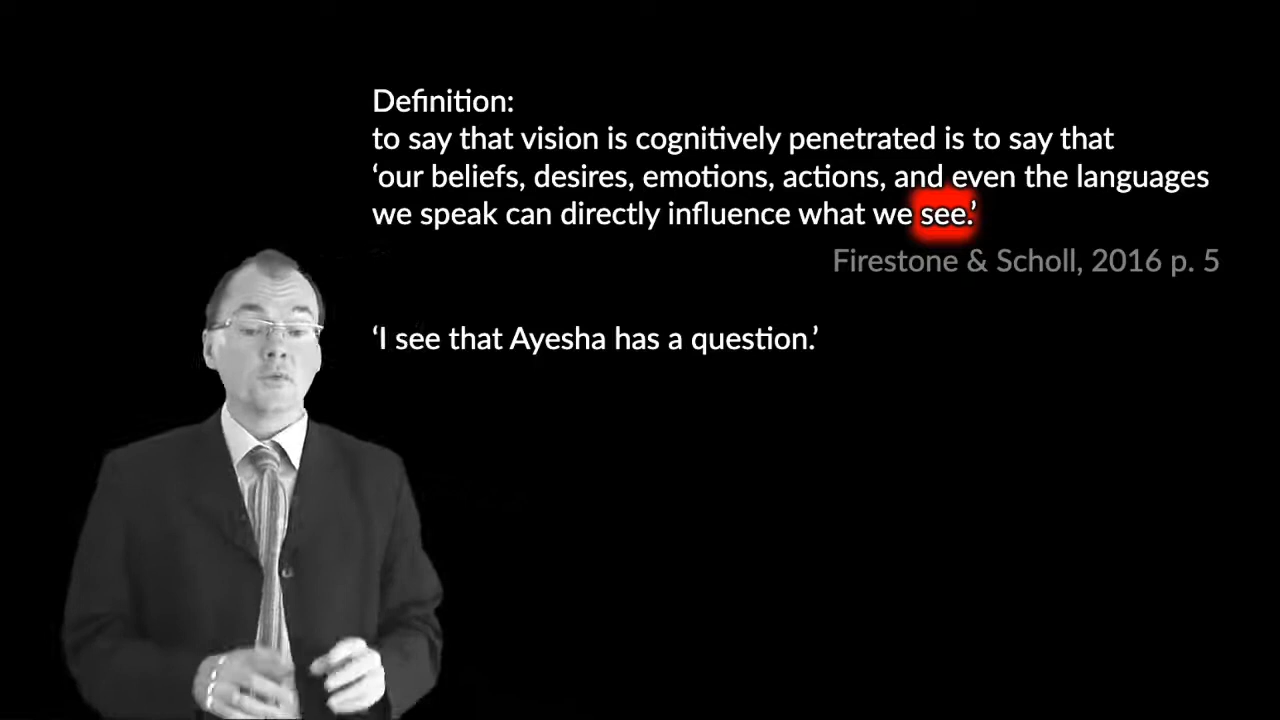 Definition:
to say that vision is cognitively penetrated is to say that
‘our beliefs, desires, emotions, actions, and even the languages
we speak can directly influence what we see.’
Firestone & Scholl, 2016 p. 5
‘I see that Ayesha has a question.’